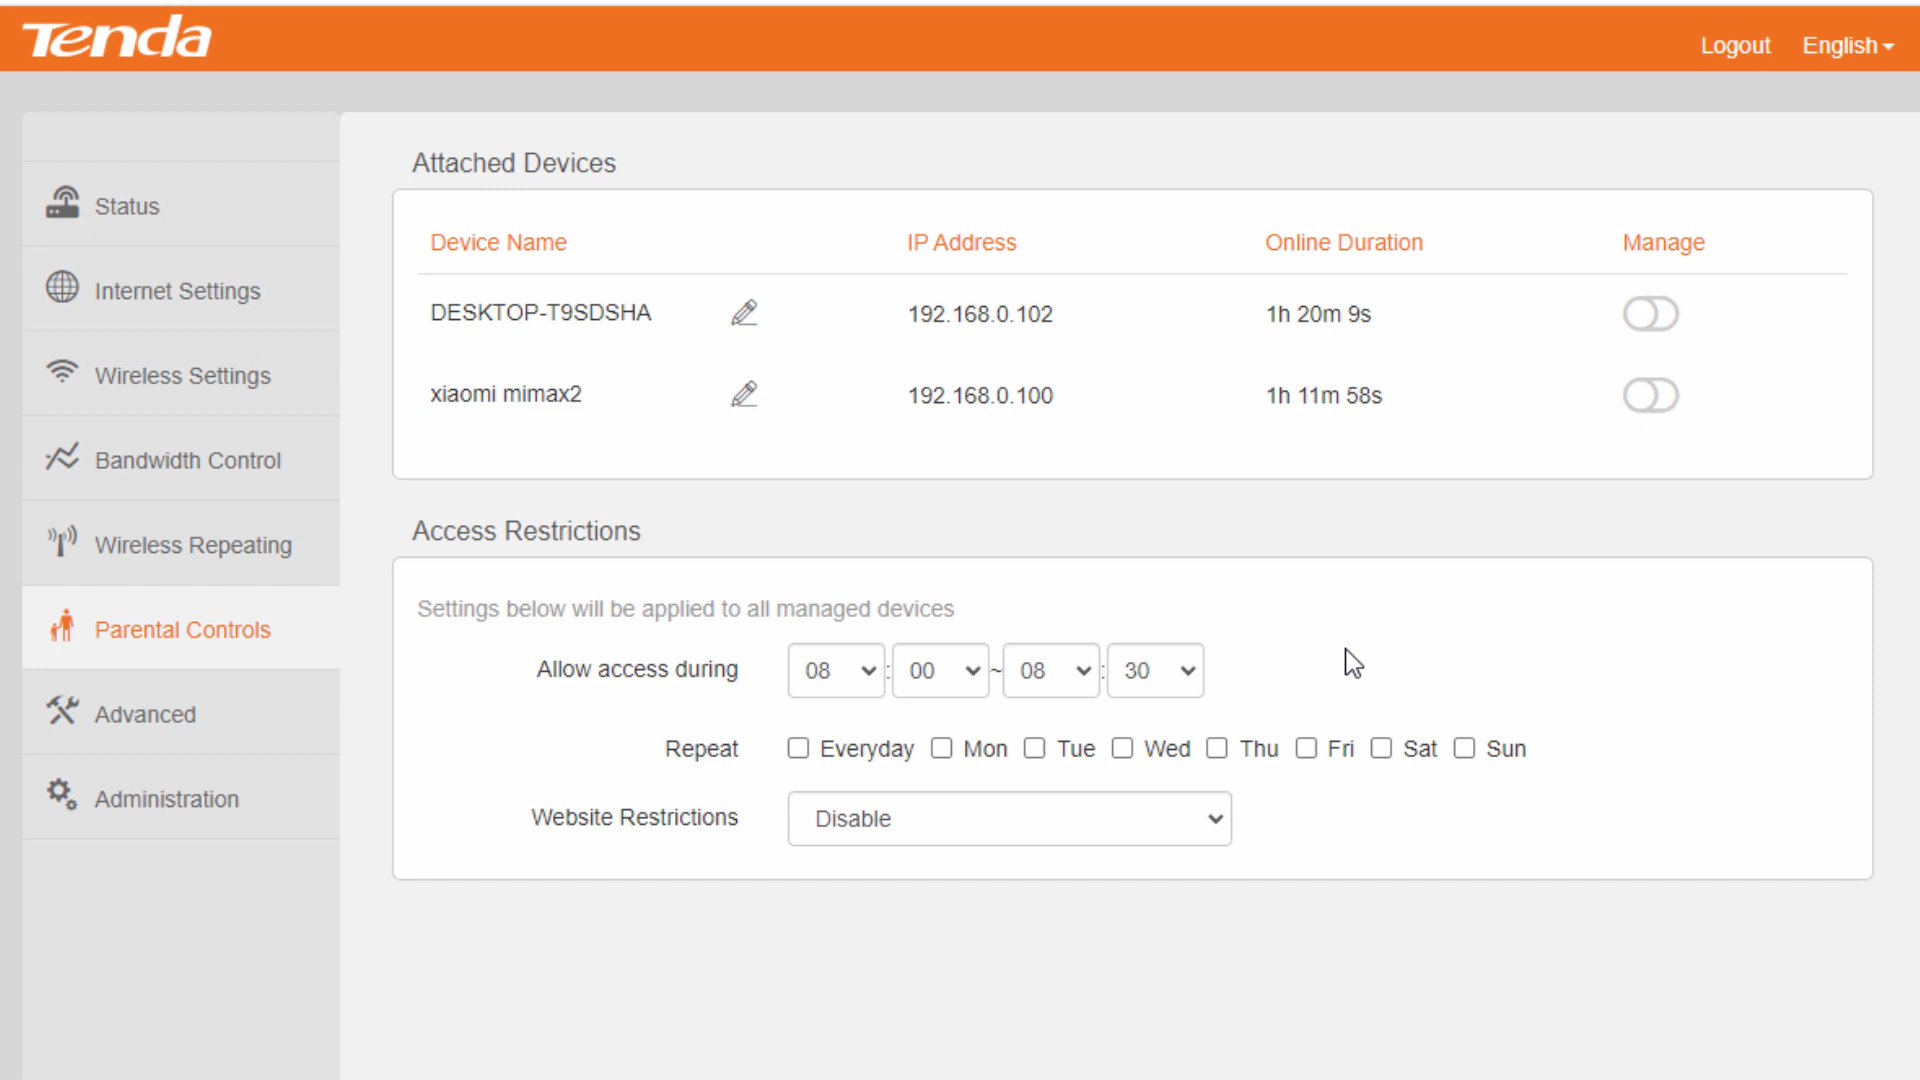 Tenda
Logout English
Status
Internet Settings
Wireless Settings
Bandwidth Control
Wireless Repeating
Parental Controls
Advanced
Administration
Attached Devices
Device Name IP Address Online Duration Manage
DESKTOP-T9SDSHA 192.168.0.102 1h 20m 9s
xiaomi mimax2 192.168.0.100 1h 11m 58s
Access Restrictions
Settings below will be applied to all managed devices
Allow access during 08 : 00 ~ 08 : 30
Repeat Everyday Mon Tue Wed Thu Fri Sat Sun
Website Restrictions Disable